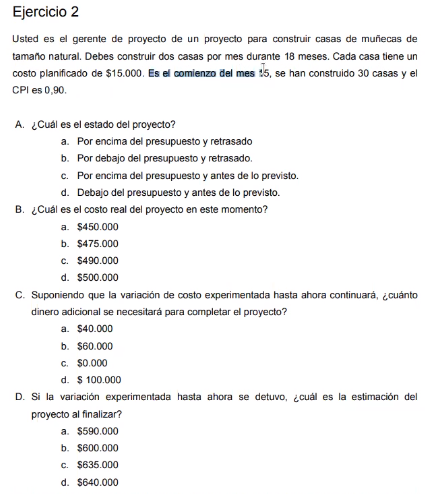 Ejercicio 2
Usted es el gerente de proyecto de un proyecto para construir casas de muñecas de
tamaño natural. Debes construir dos casas por mes durante 18 meses. Cada casa tiene un
costo planificado de $15.000. Es el comienzo del mes 15, se han construido 30 casas y el
CPI es 0,90.
A. ¿Cuál es el estado del proyecto?
a. Por encima del presupuesto y retrasado
b. Por debajo del presupuesto y retrasado.
c. Por encima del presupuesto y antes de lo previsto.
d. Debajo del presupuesto y antes de lo previsto.
B. ¿Cuál es el costo real del proyecto en este momento?
a. $450.000
b. $475.000
c. $490.000
d. $500.000
C. Suponiendo que la variación de costo experimentada hasta ahora continuará, ¿cuánto
dinero adicional se necesitará para completar el proyecto?
a. $40.000
b. $60.000
c. $0.000
d. $ 100.000
D. Si la variación experimentada hasta ahora se detuvo, ¿cuál es la estimación del
proyecto al finalizar?
a. $590.000
b. $600.000
c. $635.000
d. $640.000